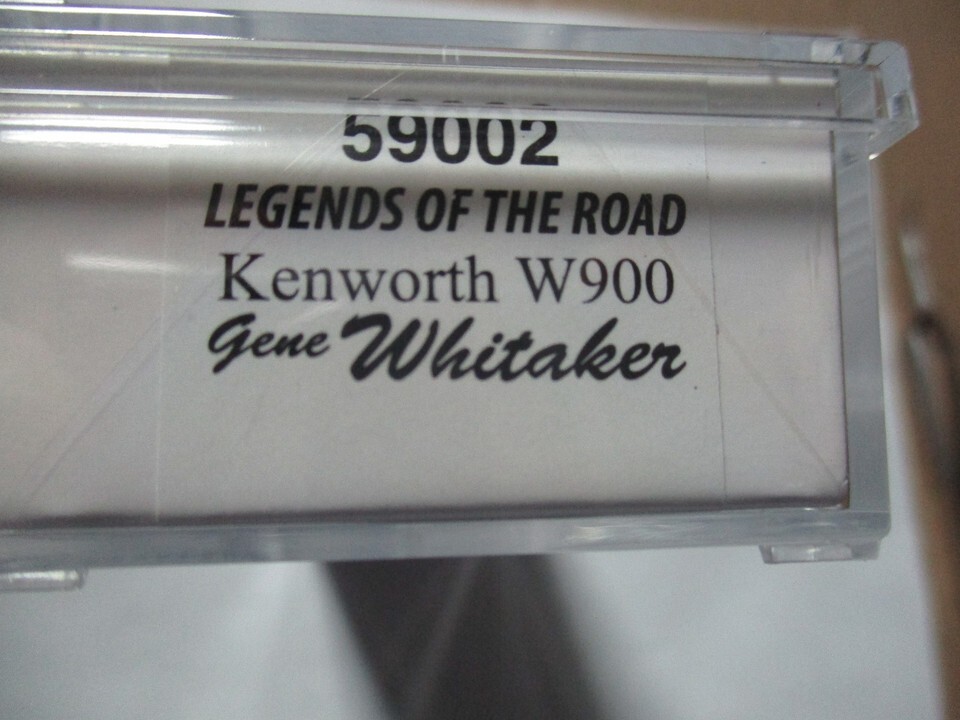 59002
LEGENDS OF THE ROAD
Kenworth W900
Gene Whitaker